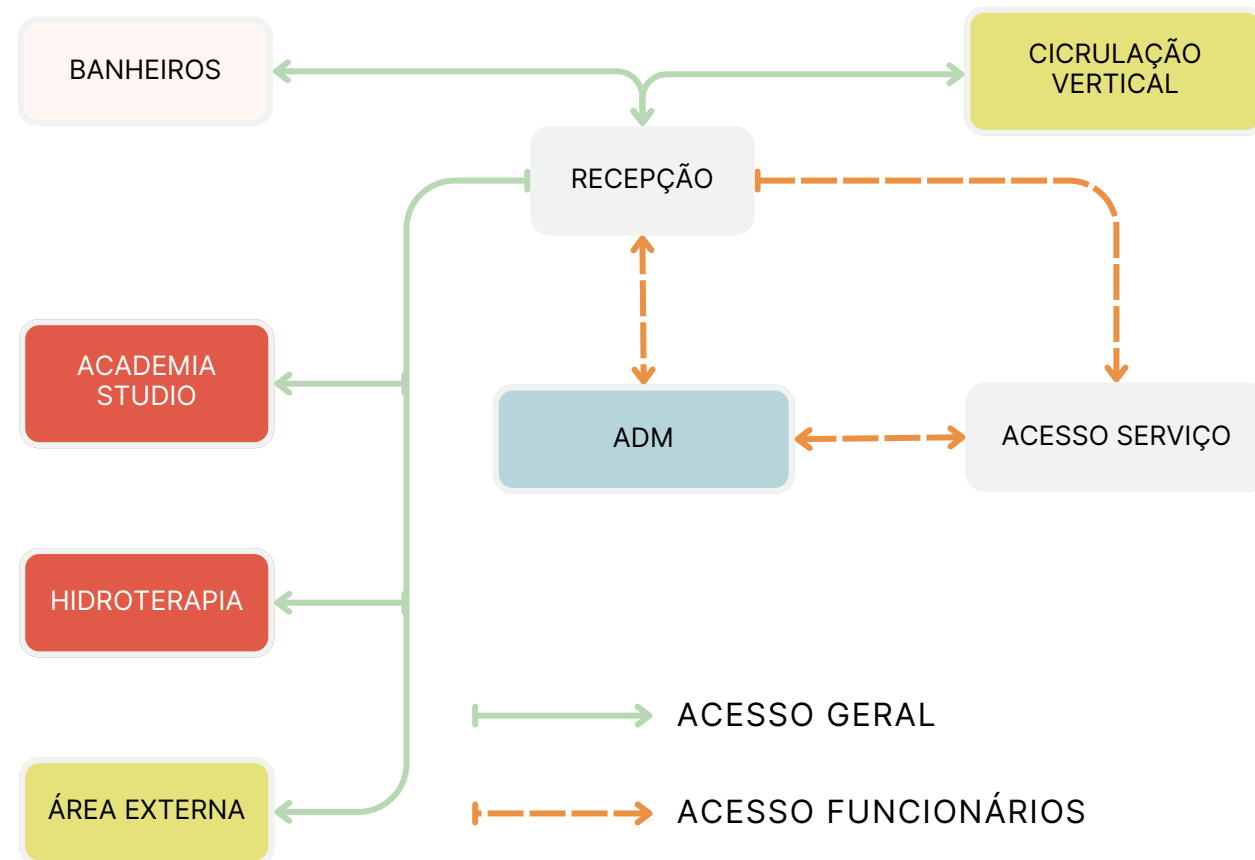 BANHEIROS
CICRULAÇÃO
VERTICAL
RECEPÇÃO
ACADEMIA
STUDIO
ADM
ACESSO SERVIÇO
HIDROTERAPIA
ACESSO GERAL
ÁREA EXTERNA
ACESSO FUNCIONÁRIOS